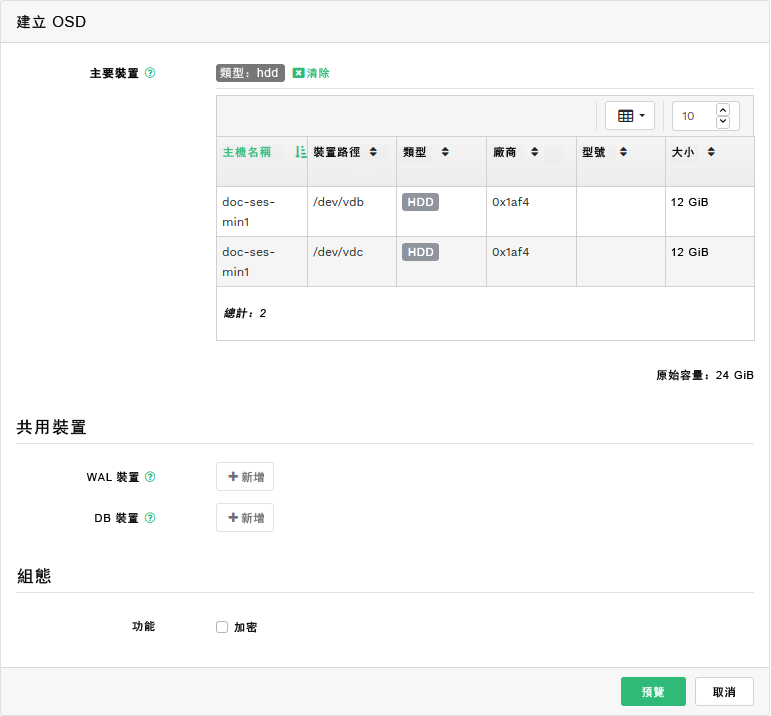 建立 OSD
主要裝置 類型：hdd 清除
10
主機名稱 裝置路徑 類型 廠商 型號 大小
doc-ses-min1 /dev/vdb HDD 0x1af4 12 GiB
doc-ses-min1 /dev/vdc HDD 0x1af4 12 GiB
總計：2
原始容量：24 GiB
共用裝置
WAL 裝置 新增
DB 裝置 新增
組態
功能 加密
預覽 取消